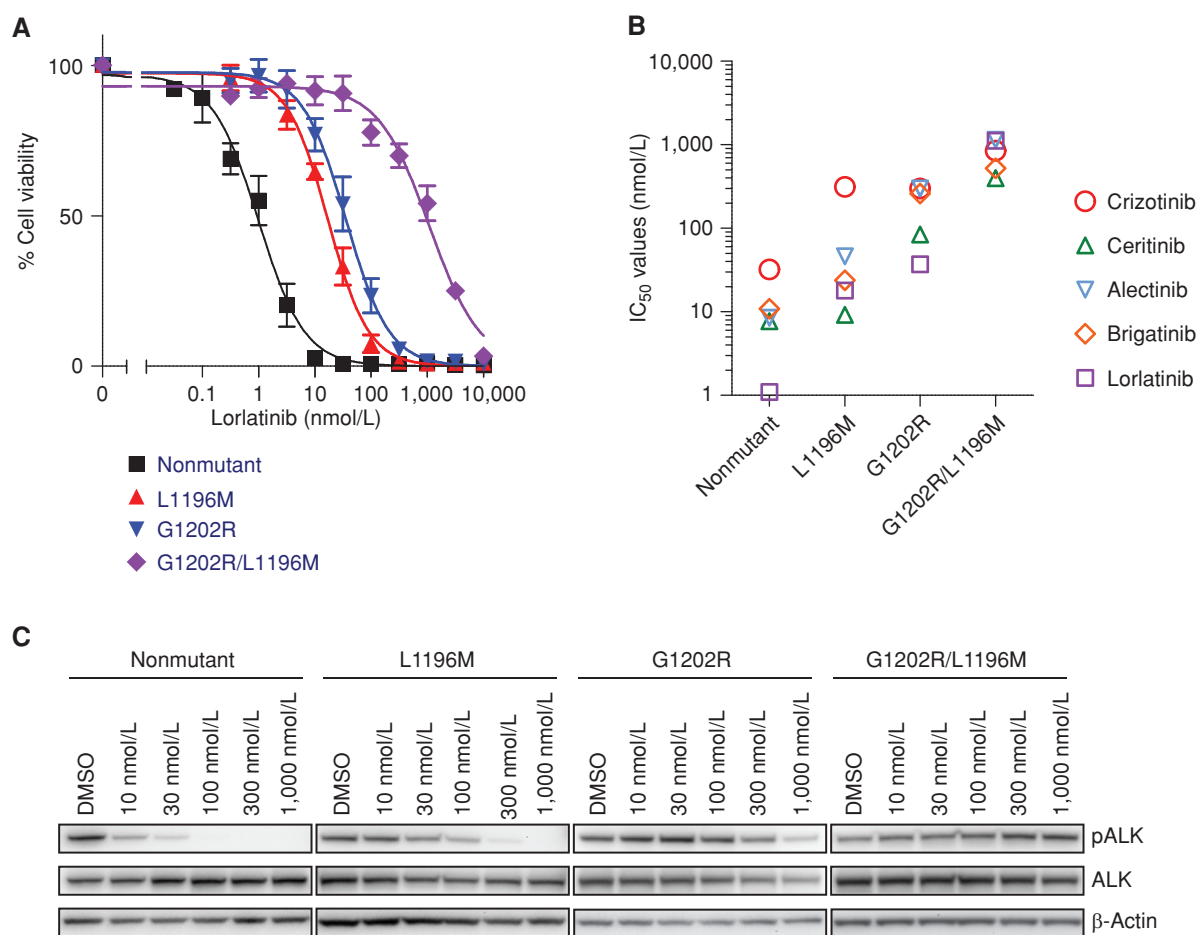 A
100
50
0
% Cell viability
0 0.1 1 10 100 1,000 10,000
Lorlatinib (nmol/L)
Nonmutant
L1196M
G1202R
G1202R/L1196M
B
10,000
1,000
100
10
1
IC50 values (nmol/L)
Nonmutant
L1196M
G1202R
G1202R/L1196M
Crizotinib
Ceritinib
Alectinib
Brigatinib
Lorlatinib
C
Nonmutant L1196M G1202R G1202R/L1196M
DMSO 10 nmol/L 30 nmol/L 100 nmol/L 300 nmol/L 1,000 nmol/L DMSO 10 nmol/L 30 nmol/L 100 nmol/L 300 nmol/L 1,000 nmol/L DMSO 10 nmol/L 30 nmol/L 100 nmol/L 300 nmol/L 1,000 nmol/L DMSO 10 nmol/L 30 nmol/L 100 nmol/L 300 nmol/L 1,000 nmol/L
pALK
ALK
β-Actin